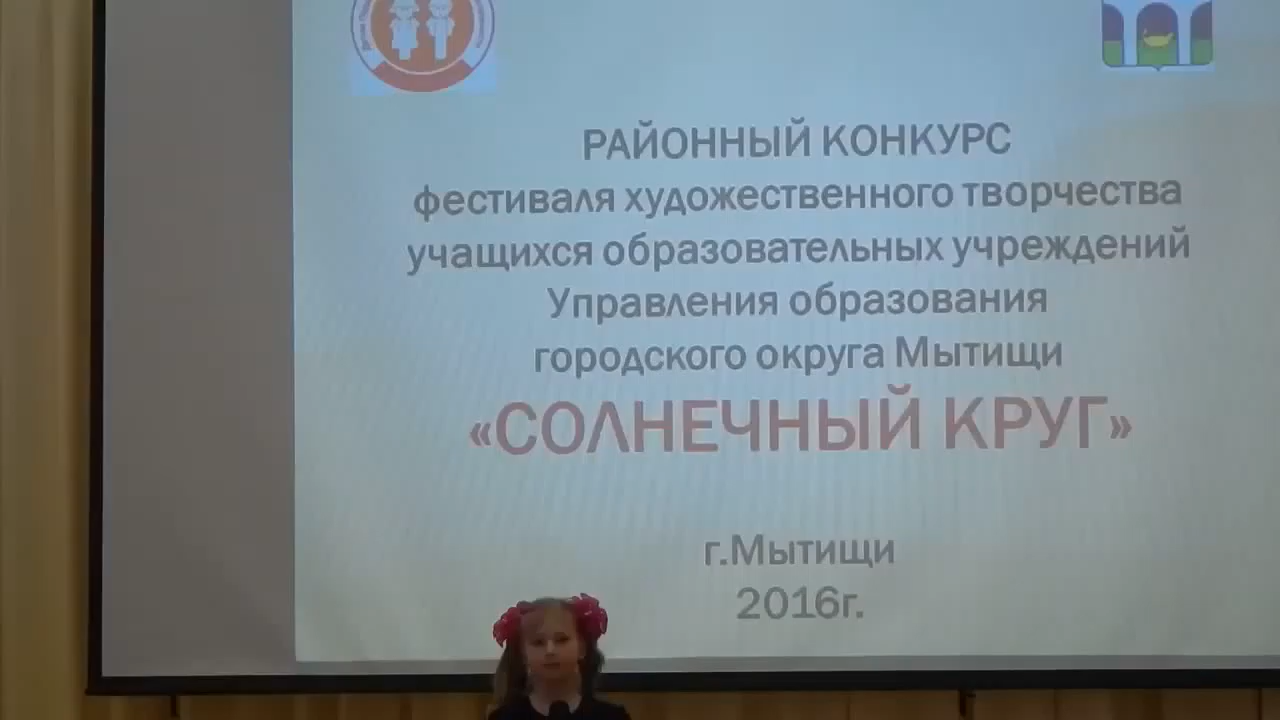 РАЙОННЫЙ КОНКУРС
фестиваля художественного творчества
учащихся образовательных учреждений
Управления образования
городского округа Мытищи
«СОЛНЕЧНЫЙ КРУГ»
г.Мытищи
2016г.